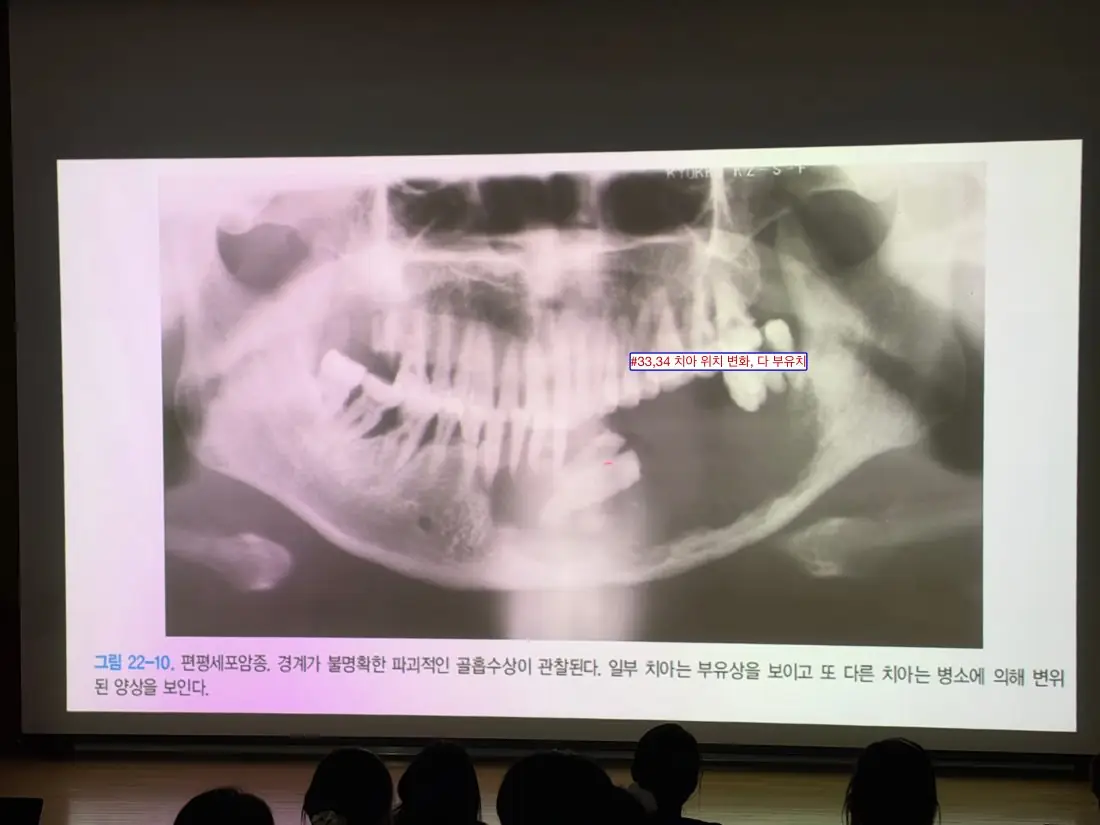 #33,34 치아 위치 변화, 다 부유치
그림 22-10. 편평세포암종. 경계가 불명확한 파괴적인 골흡수상이 관찰된다. 일부 치아는 부유상을 보이고 또 다른 치아는 병소에 의해 변위
된 양상을 보인다.